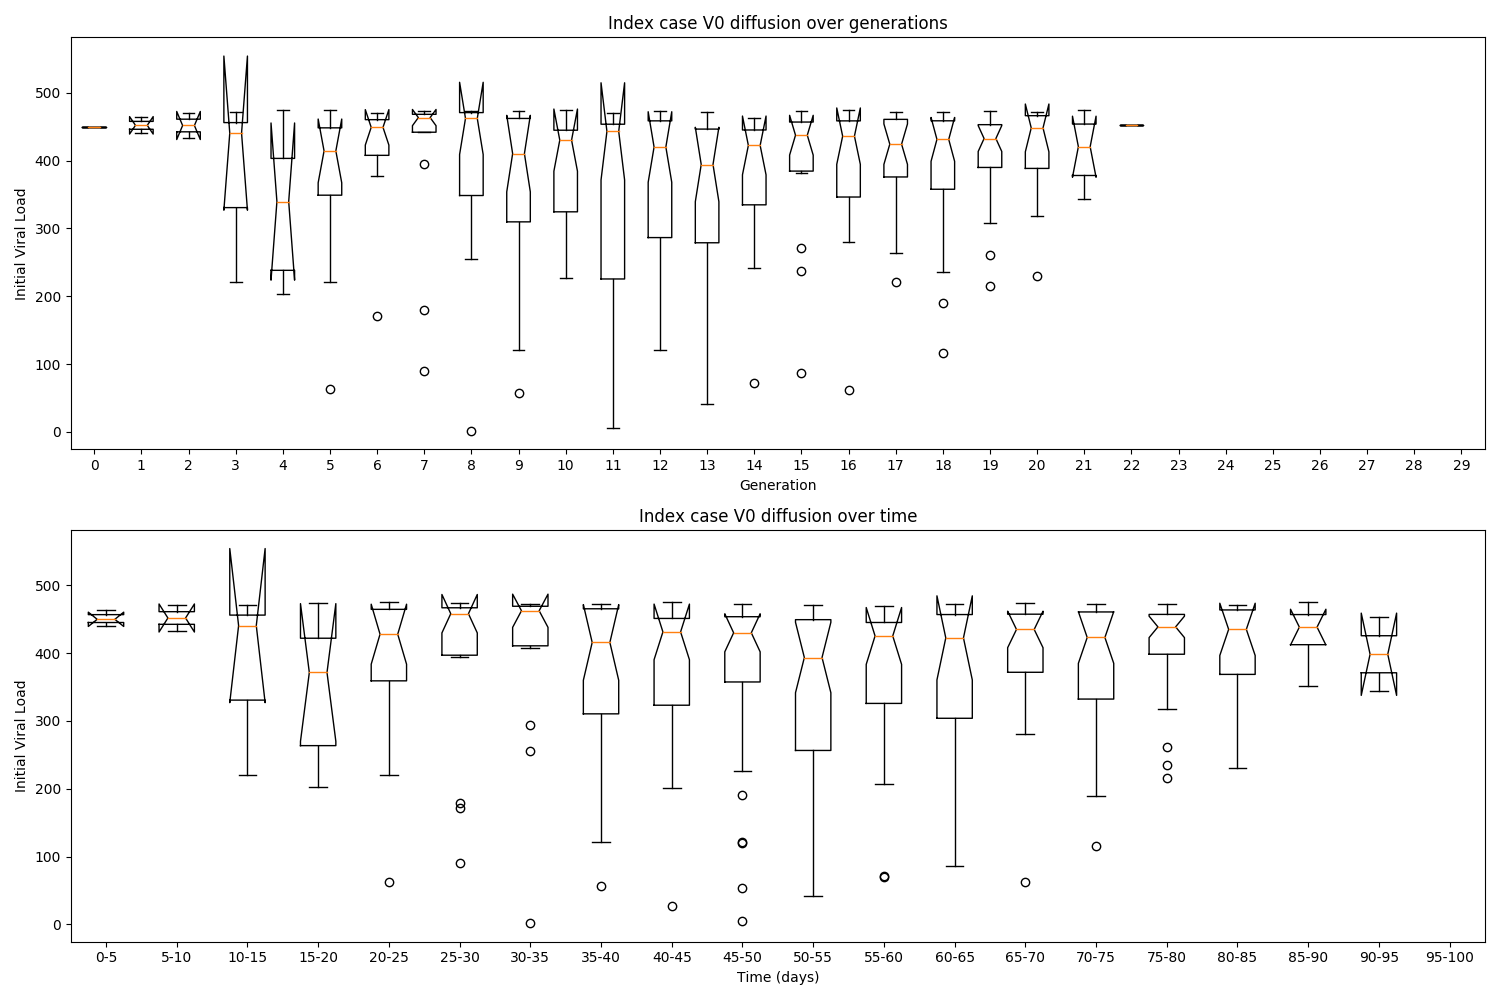 Index case V0 diffusion over generations
500
400
300
200
100
0
Initial Viral Load
0 1 2 3 4 5 6 7 8 9 10 11 12 13 14 15 16 17 18 19 20 21 22 23 24 25 26 27 28 29
Generation
Index case V0 diffusion over time
500
400
300
200
100
0
Initial Viral Load
0-5 5-10 10-15 15-20 20-25 25-30 30-35 35-40 40-45 45-50 50-55 55-60 60-65 65-70 70-75 75-80 80-85 85-90 90-95 95-100
Time (days)